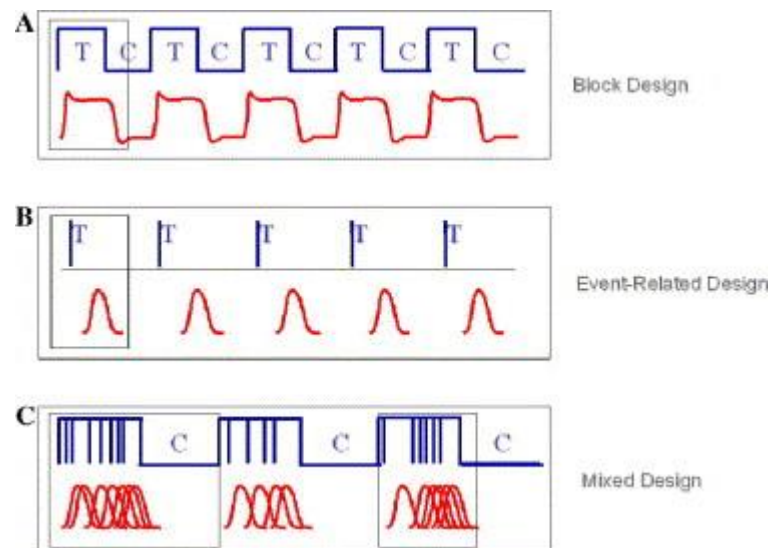 A
T C T C T C T C T C
Block Design
B
T T T T T
Event-Related Design
C
C C C
Mixed Design